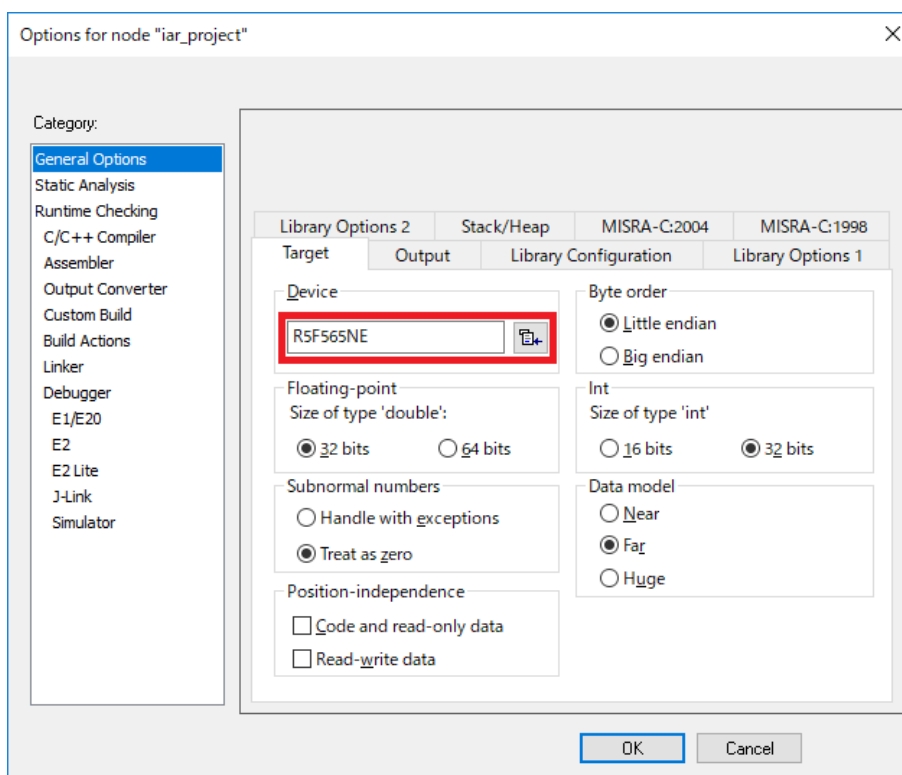 Options for node "iar_project"
Category:
General Options
Static Analysis
Runtime Checking
C/C++ Compiler
Assembler
Output Converter
Custom Build
Build Actions
Linker
Debugger
E1/E20
E2
E2 Lite
J-Link
Simulator
Library Options 2
Stack/Heap
MISRA-C:2004
MISRA-C:1998
Target
Output
Library Configuration
Library Options 1
Device
R5F565NE
Byte order
Little endian
Big endian
Floating-point
Size of type 'double':
32 bits
64 bits
Int
Size of type 'int'
16 bits
32 bits
Subnormal numbers
Handle with exceptions
Treat as zero
Data model
Near
Far
Huge
Position-independence
Code and read-only data
Read-write data
OK
Cancel